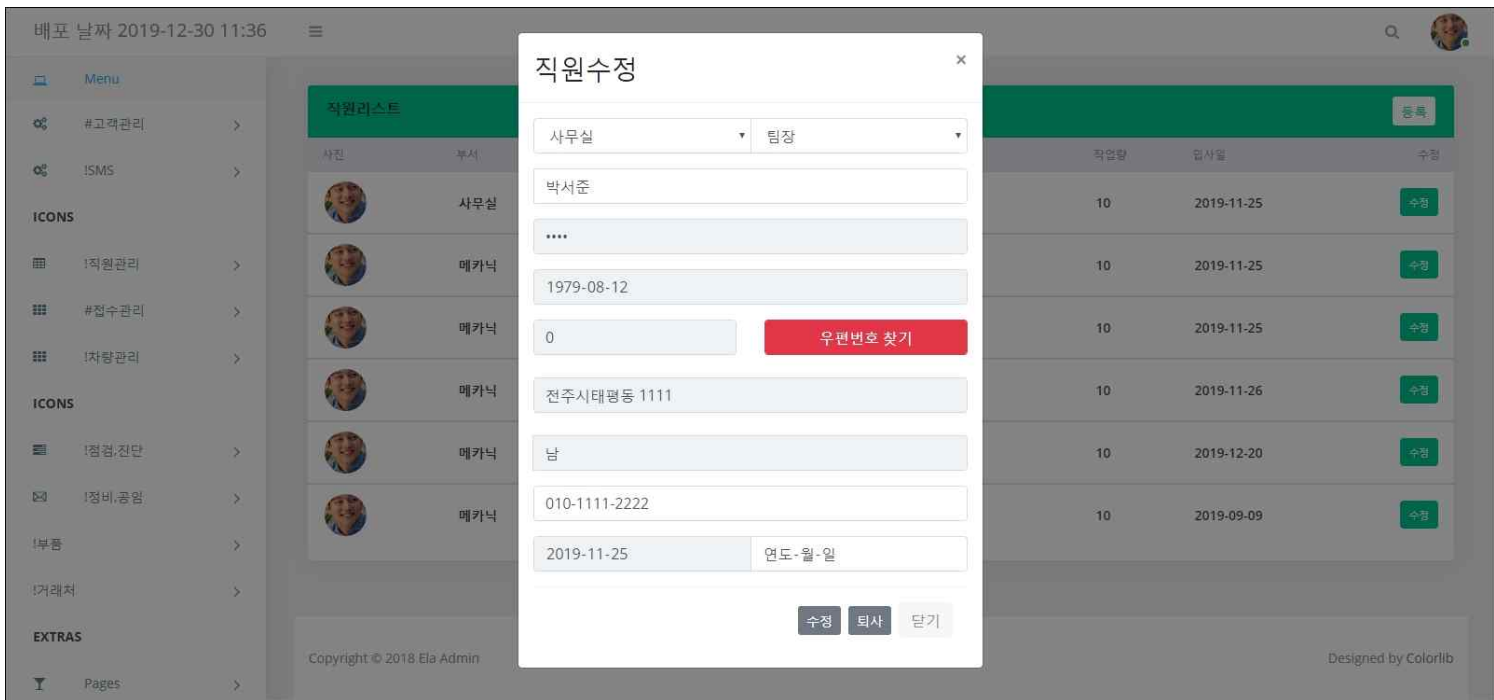 배포 날짜 2019-12-30 11:36
Menu
#고객관리
!SMS
ICONS
!직원관리
#접수관리
!차량관리
ICONS
!점검,진단
!정비,공임
!부품
!거래처
EXTRAS
Pages
직원리스트
등록
사진 부서 작업량 입사일 수정
사무실 10 2019-11-25 수정
메카닉 10 2019-11-25 수정
메카닉 10 2019-11-25 수정
메카닉 10 2019-11-26 수정
메카닉 10 2019-12-20 수정
메카닉 10 2019-09-09 수정
Copyright © 2018 Ela Admin
Designed by Colorlib
직원수정
×
사무실 팀장
박서준
••••
1979-08-12
0 우편번호 찾기
전주시태평동 1111
남
010-1111-2222
2019-11-25 연도-월-일
수정 퇴사 닫기